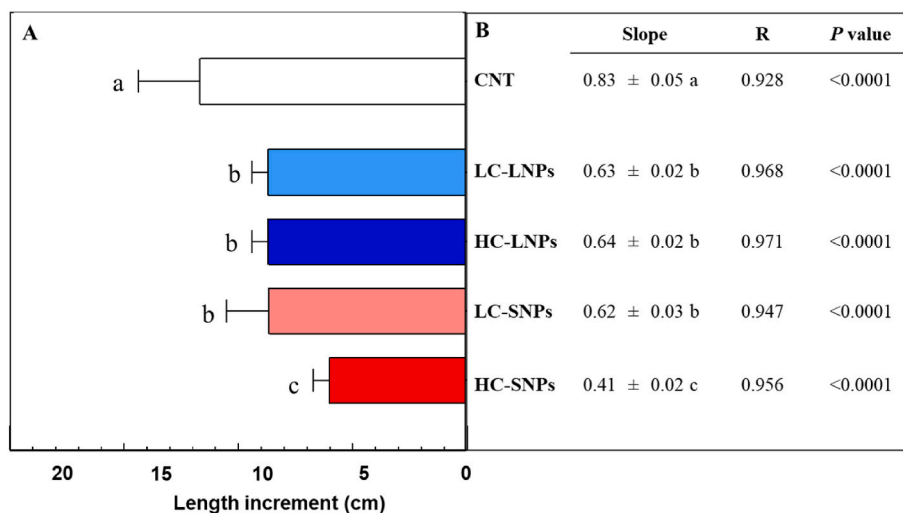 A
B Slope R P value
a CNT 0.83 ± 0.05 a 0.928 <0.0001
b LC-LNPs 0.63 ± 0.02 b 0.968 <0.0001
b HC-LNPs 0.64 ± 0.02 b 0.971 <0.0001
b LC-SNPs 0.62 ± 0.03 b 0.947 <0.0001
c HC-SNPs 0.41 ± 0.02 c 0.956 <0.0001
20 15 10 5 0
Length increment (cm)